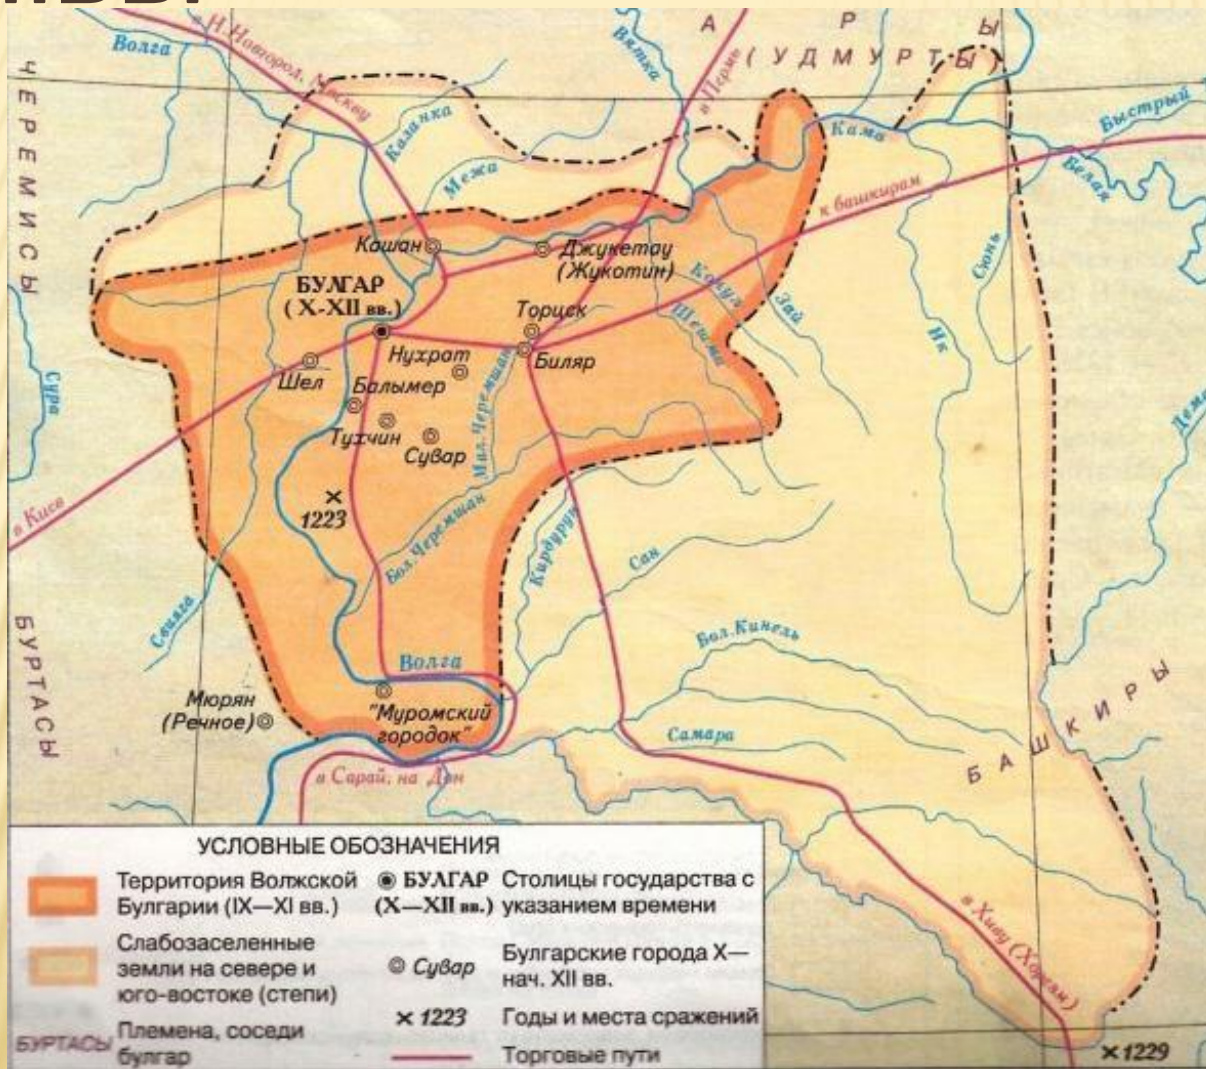 Волга
в Н.Новгород, Москву
Вятка
в Пермь
А Р Ы
(УДМУРТЫ)
ЧЕРЕМИСЫ
Казанка
Межа
Кама
Быстрый
Белая
к башкирам
Кашан
Джукетау
(Жукотин)
Сюнь
БУЛГАР
(X-XII вв.)
Кичул
Зай
Шешма
Ик
Торцск
Нухрат
Биляр
Шел
Балымер
Мал.Черемшан
Сура
Дема
Тухчин
Сувар
1223
в Киев
Бол.Черемшан
Кирдурун
Сан
Свияга
БУРТАСЫ
Бол.Кинель
Волга
Мюрян
(Речное)
"Муромский
городок"
Самара
БАШКИРЫ
в Сарай, на Дон
в Хиву (Хорезм)
1229
УСЛОВНЫЕ ОБОЗНАЧЕНИЯ
Территория Волжской
Булгарии (IX—XI вв.)
Слабозаселенные
земли на севере и
юго-востоке (степи)
БУРТАСЫ Племена, соседи
булгар
БУЛГАР
(X—XII вв.)
Столицы государства с
указанием времени
Сувар
Булгарские города X—
нач. XII вв.
1223 Годы и места сражений
Торговые пути